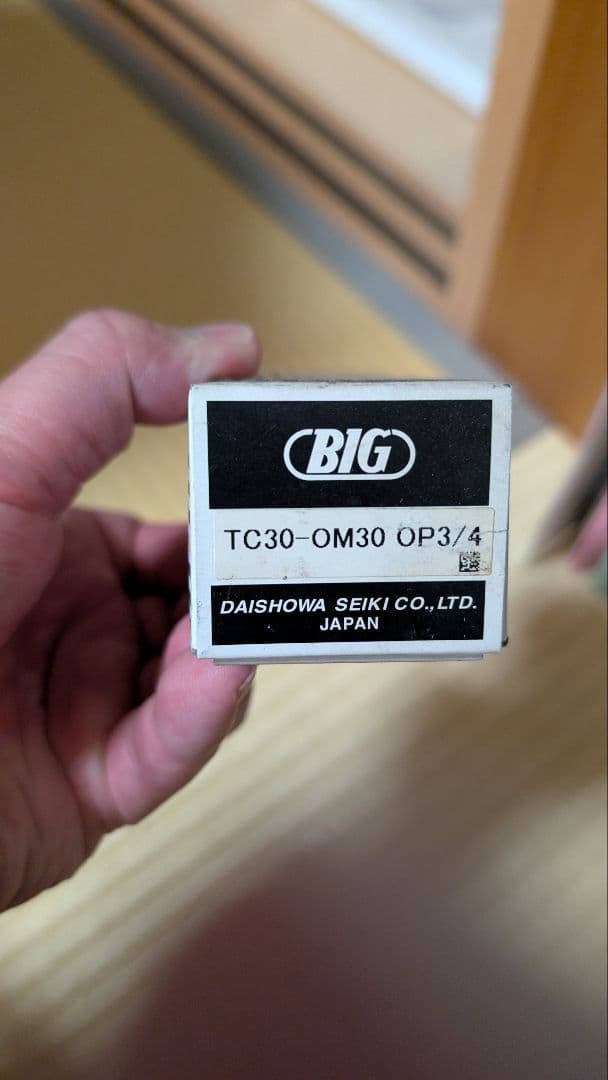 BIG
TC30-OM30 OP3/4
DAISHOWA SEIKI CO.,LTD.
JAPAN